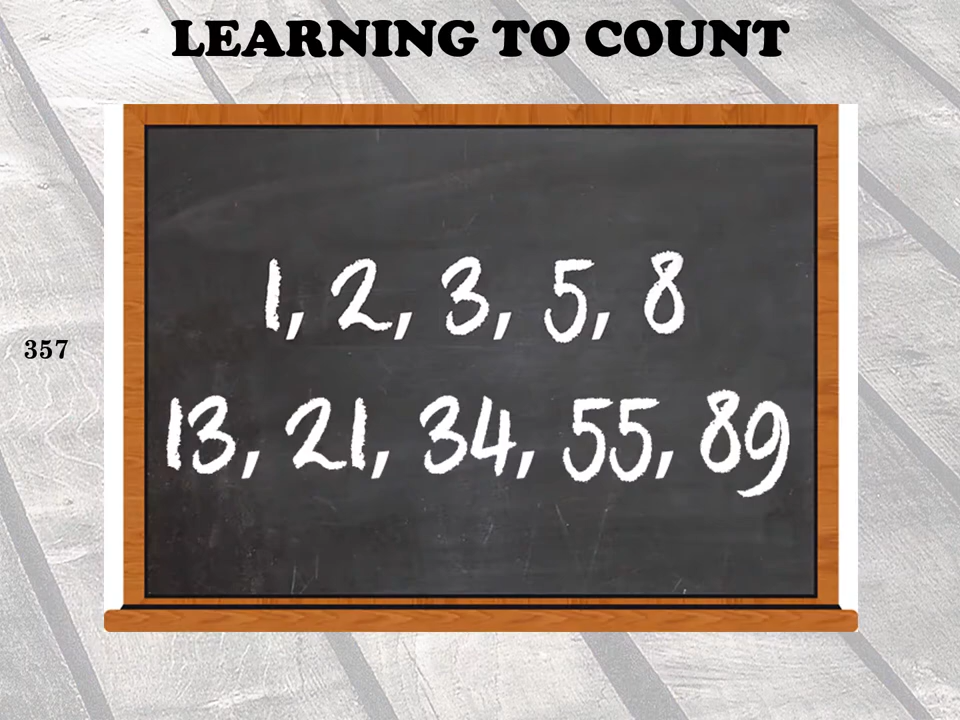 LEARNING TO COUNT
1, 2, 3, 5, 8
357
13, 21, 34, 55, 89